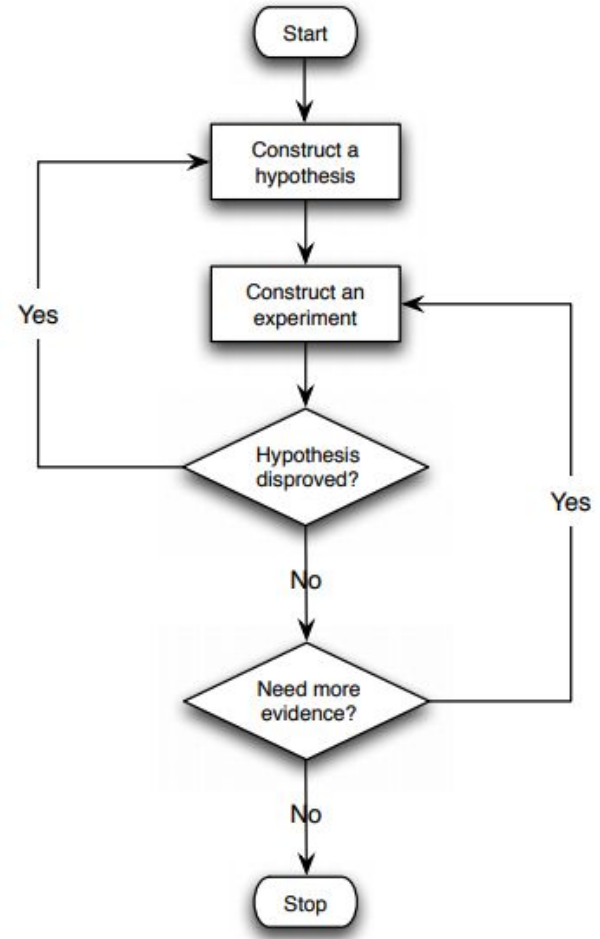 Start
Construct a
hypothesis
Yes
Construct an
experiment
Hypothesis
disproved?
Yes
No
Need more
evidence?
No
Stop